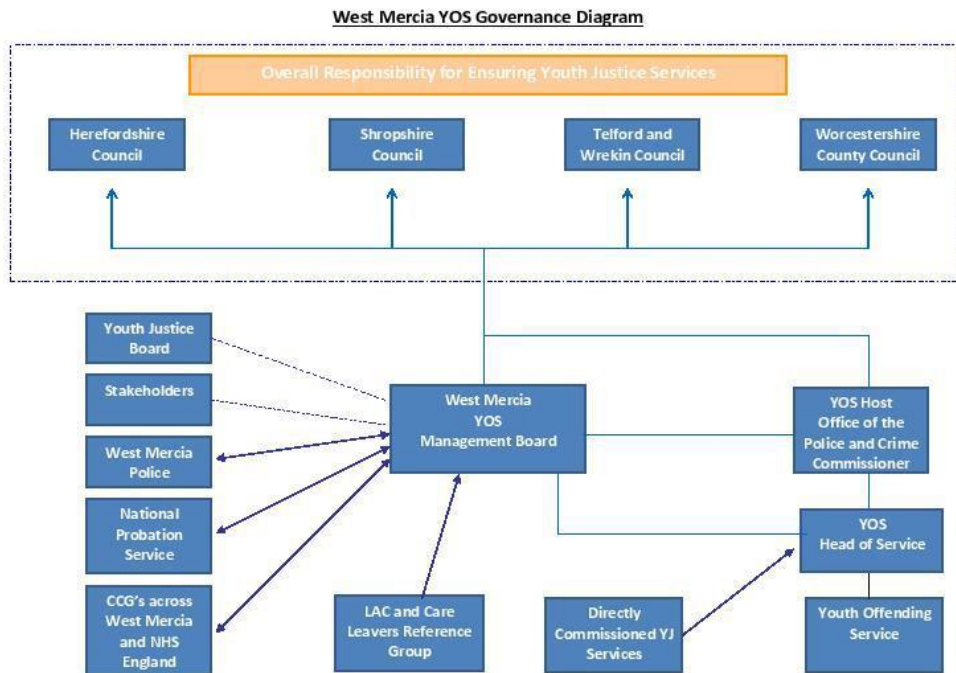 West Mercia YOS Governance Diagram
Overall Responsibility for Ensuring Youth Justice Services
Herefordshire
Council
Shropshire
Council
Telford and
Wrekin Council
Worcestershire
County Council
Youth Justice
Board
Stakeholders
West Mercia
Police
National
Probation
Service
CCG's across
West Mercia
and NHS
England
West Mercia
YOS
Management Board
YOS Host
Office of the
Police and Crime
Commissioner
YOS
Head of Service
LAC and Care
Leavers Reference
Group
Directly
Commissioned YJ
Services
Youth Offending
Service